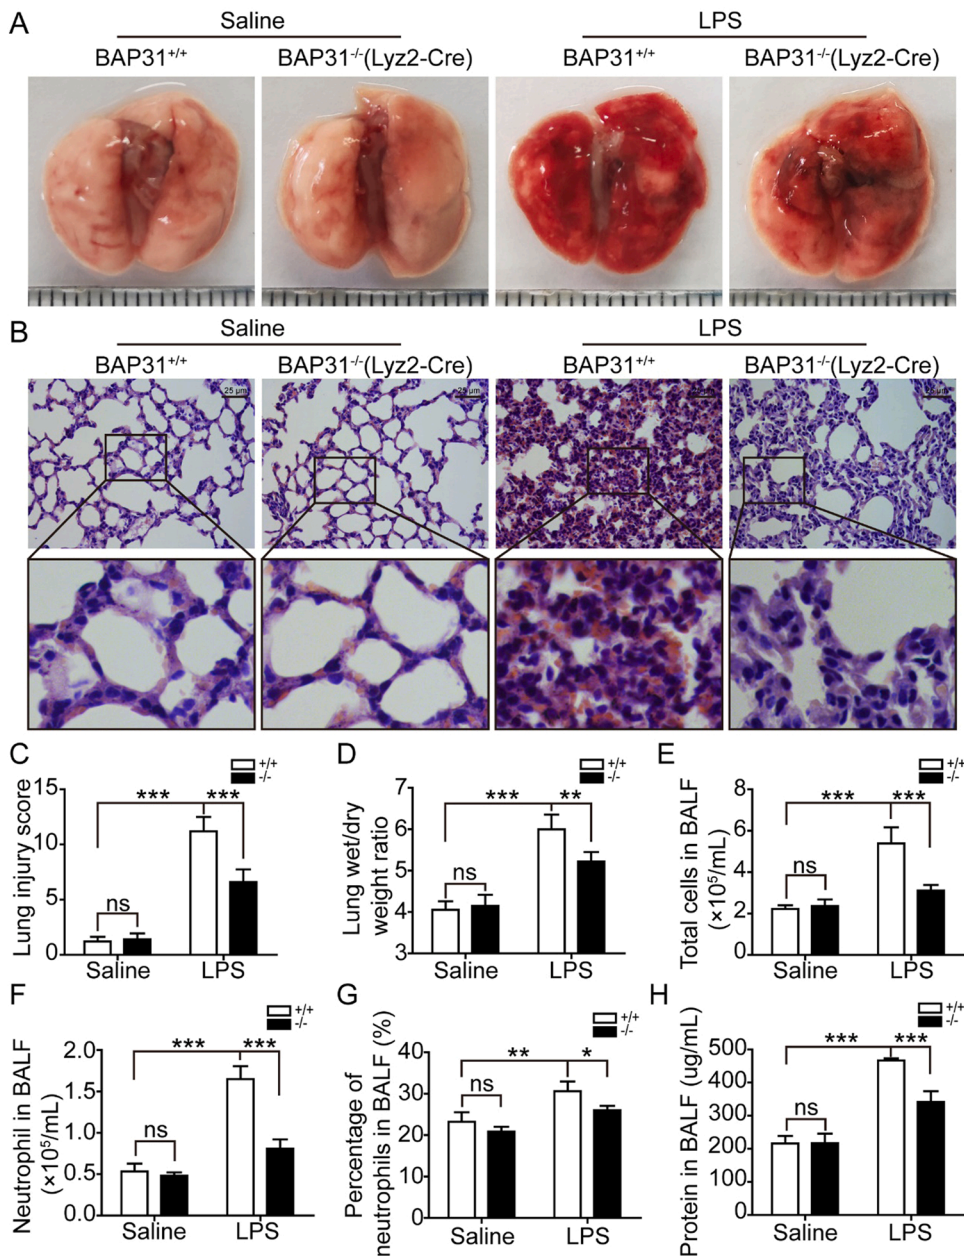 A
Saline
LPS
BAP31+/+
BAP31-/-(Lyz2-Cre)
BAP31+/+
BAP31-/-(Lyz2-Cre)
B
Saline
LPS
BAP31+/+
BAP31-/-(Lyz2-Cre)
BAP31+/+
BAP31-/-(Lyz2-Cre)
25 μm
25 μm
25 μm
C
+/+
-/-
Lung injury score
15
10
5
0
***
***
ns
Saline
LPS
D
+/+
-/-
Lung wet/dry
weight ratio
7
6
5
4
3
***
**
ns
Saline
LPS
E
+/+
-/-
Total cells in BALF
(×10⁵/mL)
8
6
4
2
0
***
***
ns
Saline
LPS
F
+/+
-/-
Neutrophil in BALF
(×10⁵/mL)
2.0
1.5
1.0
0.5
0.0
***
***
ns
Saline
LPS
G
+/+
-/-
Percentage of
neutrophils in BALF (%)
40
30
20
10
0
**
*
ns
Saline
LPS
H
+/+
-/-
Protein in BALF (ug/mL)
500
400
300
200
100
0
***
***
ns
Saline
LPS